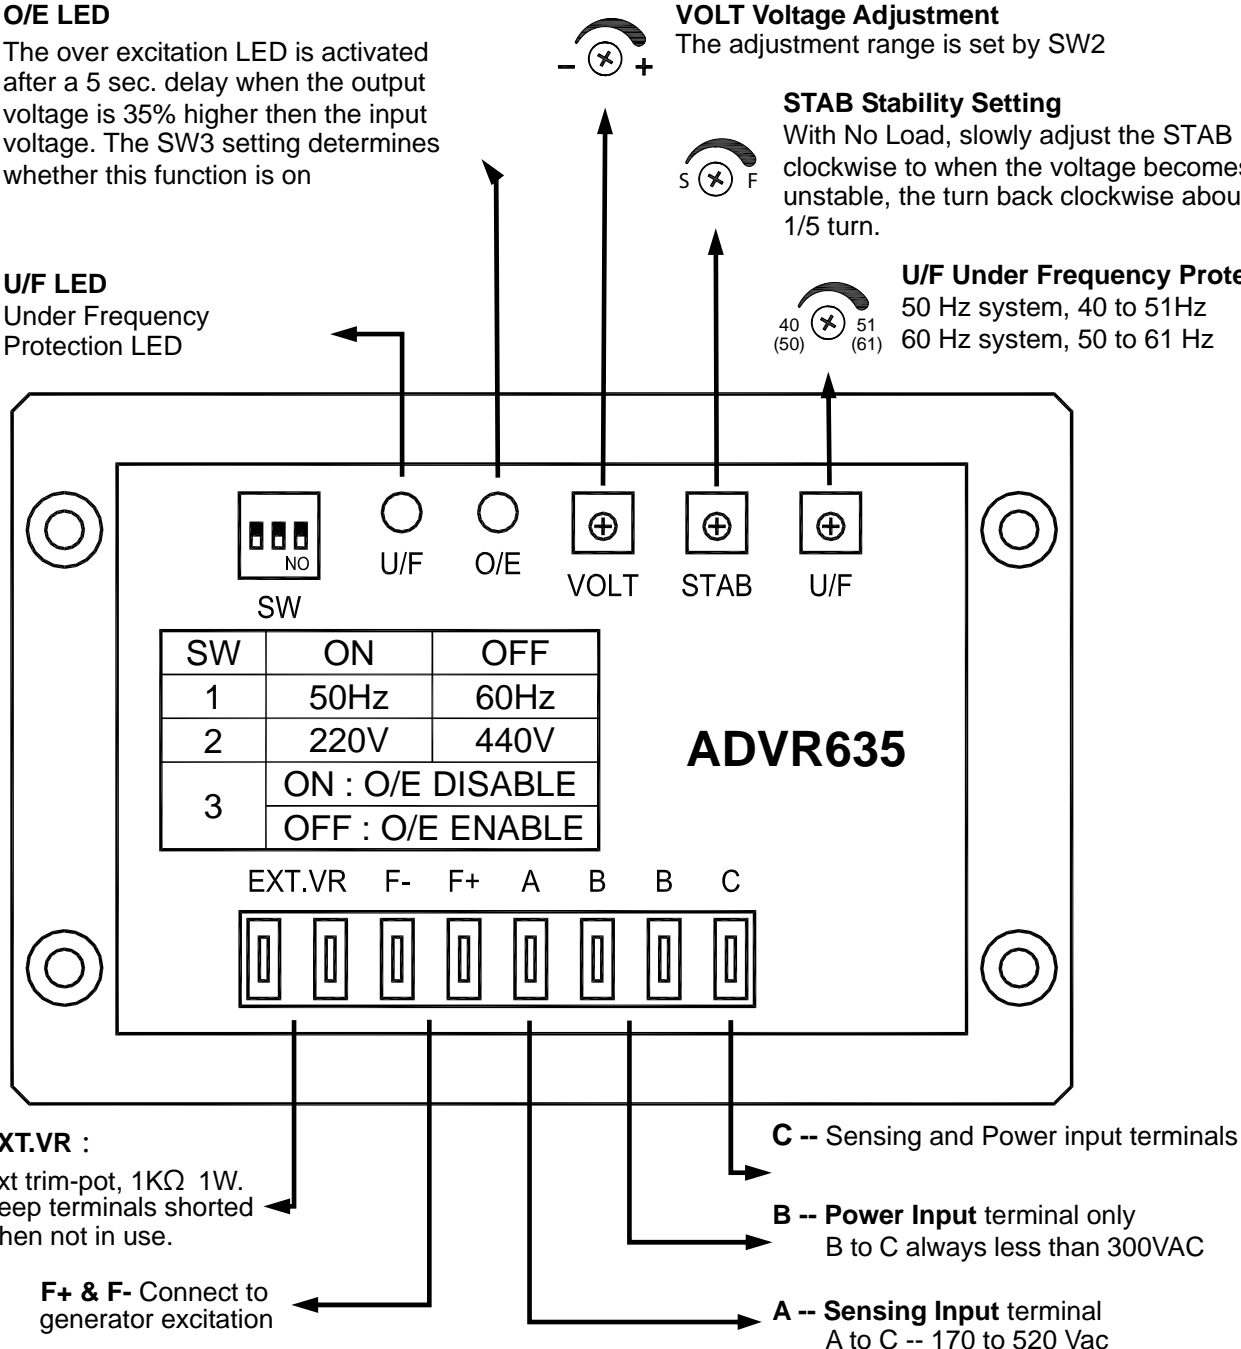 O/E LED
The over excitation LED is activated
after a 5 sec. delay when the output
voltage is 35% higher then the input
voltage. The SW3 setting determines
whether this function is on
VOLT Voltage Adjustment
The adjustment range is set by SW2
− +
STAB Stability Setting
With No Load, slowly adjust the STAB
clockwise to when the voltage becomes
unstable, the turn back clockwise abou
1/5 turn.
S F
U/F LED
Under Frequency
Protection LED
U/F Under Frequency Prote
50 Hz system, 40 to 51Hz
60 Hz system, 50 to 61 Hz
40 51
(50) (61)
NO
SW
U/F
O/E
VOLT
STAB
U/F
SW ON OFF
1 50Hz 60Hz
2 220V 440V
3 ON : O/E DISABLE
OFF : O/E ENABLE
ADVR635
EXT.VR F- F+ A B B C
XT.VR :
xt trim-pot, 1KΩ 1W.
eep terminals shorted
hen not in use.
F+ & F- Connect to
generator excitation
C -- Sensing and Power input terminals
B -- Power Input terminal only
B to C always less than 300VAC
A -- Sensing Input terminal
A to C -- 170 to 520 Vac